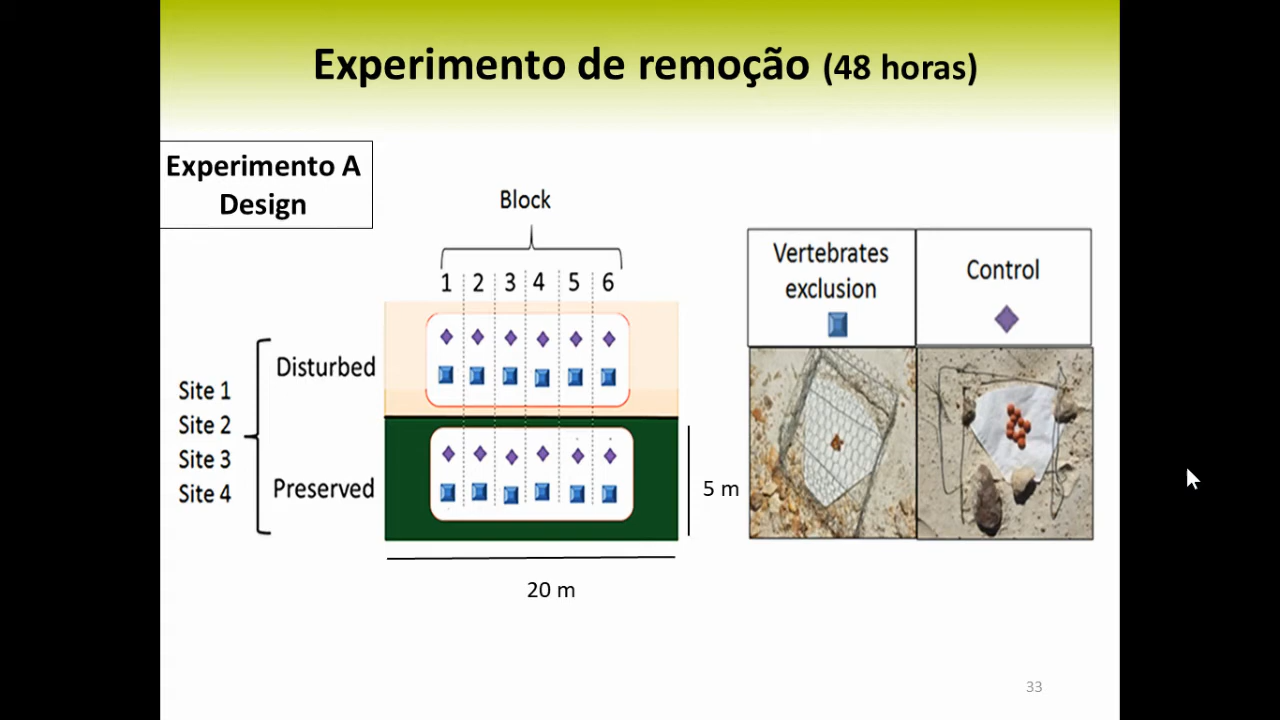 Experimento de remoção (48 horas)
Experimento A
Design
Block
1 2 3 4 5 6
Disturbed
Preserved
Site 1
Site 2
Site 3
Site 4
5 m
20 m
Vertebrates
exclusion
Control
33